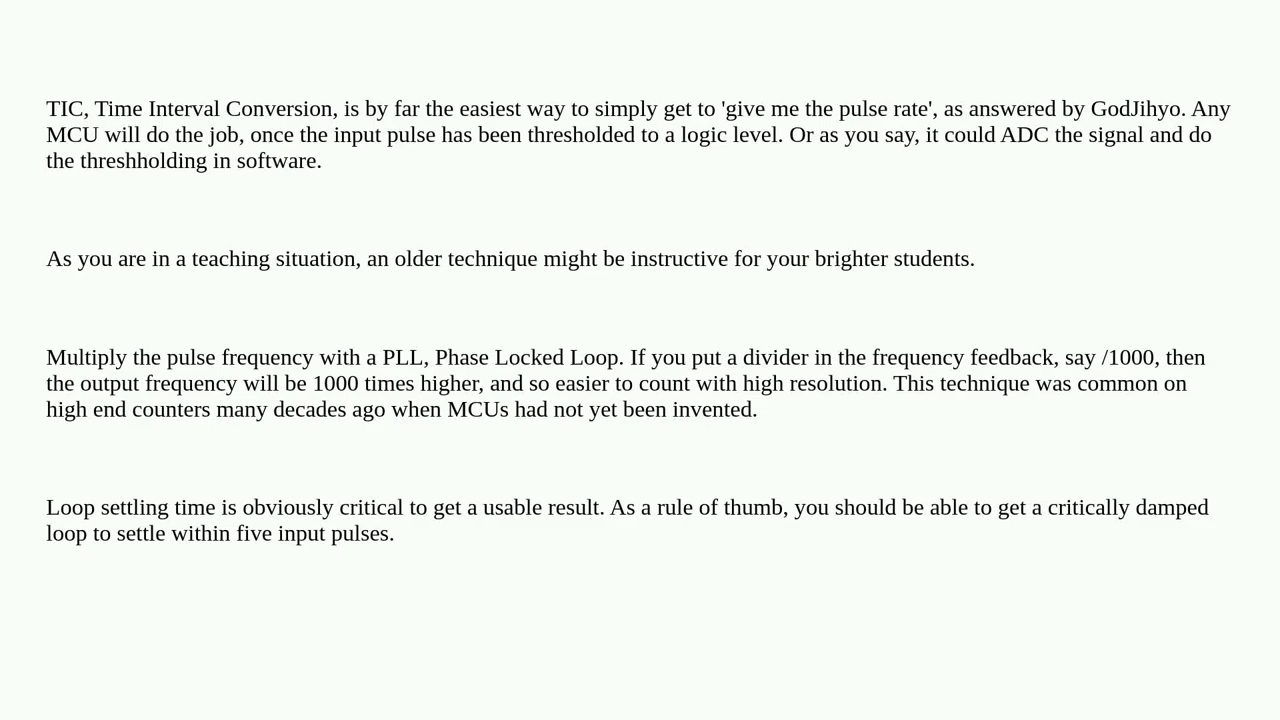 TIC, Time Interval Conversion, is by far the easiest way to simply get to 'give me the pulse rate', as answered by GodJihyo. Any
MCU will do the job, once the input pulse has been thresholded to a logic level. Or as you say, it could ADC the signal and do
the threshholding in software.
As you are in a teaching situation, an older technique might be instructive for your brighter students.
Multiply the pulse frequency with a PLL, Phase Locked Loop. If you put a divider in the frequency feedback, say /1000, then
the output frequency will be 1000 times higher, and so easier to count with high resolution. This technique was common on
high end counters many decades ago when MCUs had not yet been invented.
Loop settling time is obviously critical to get a usable result. As a rule of thumb, you should be able to get a critically damped
loop to settle within five input pulses.